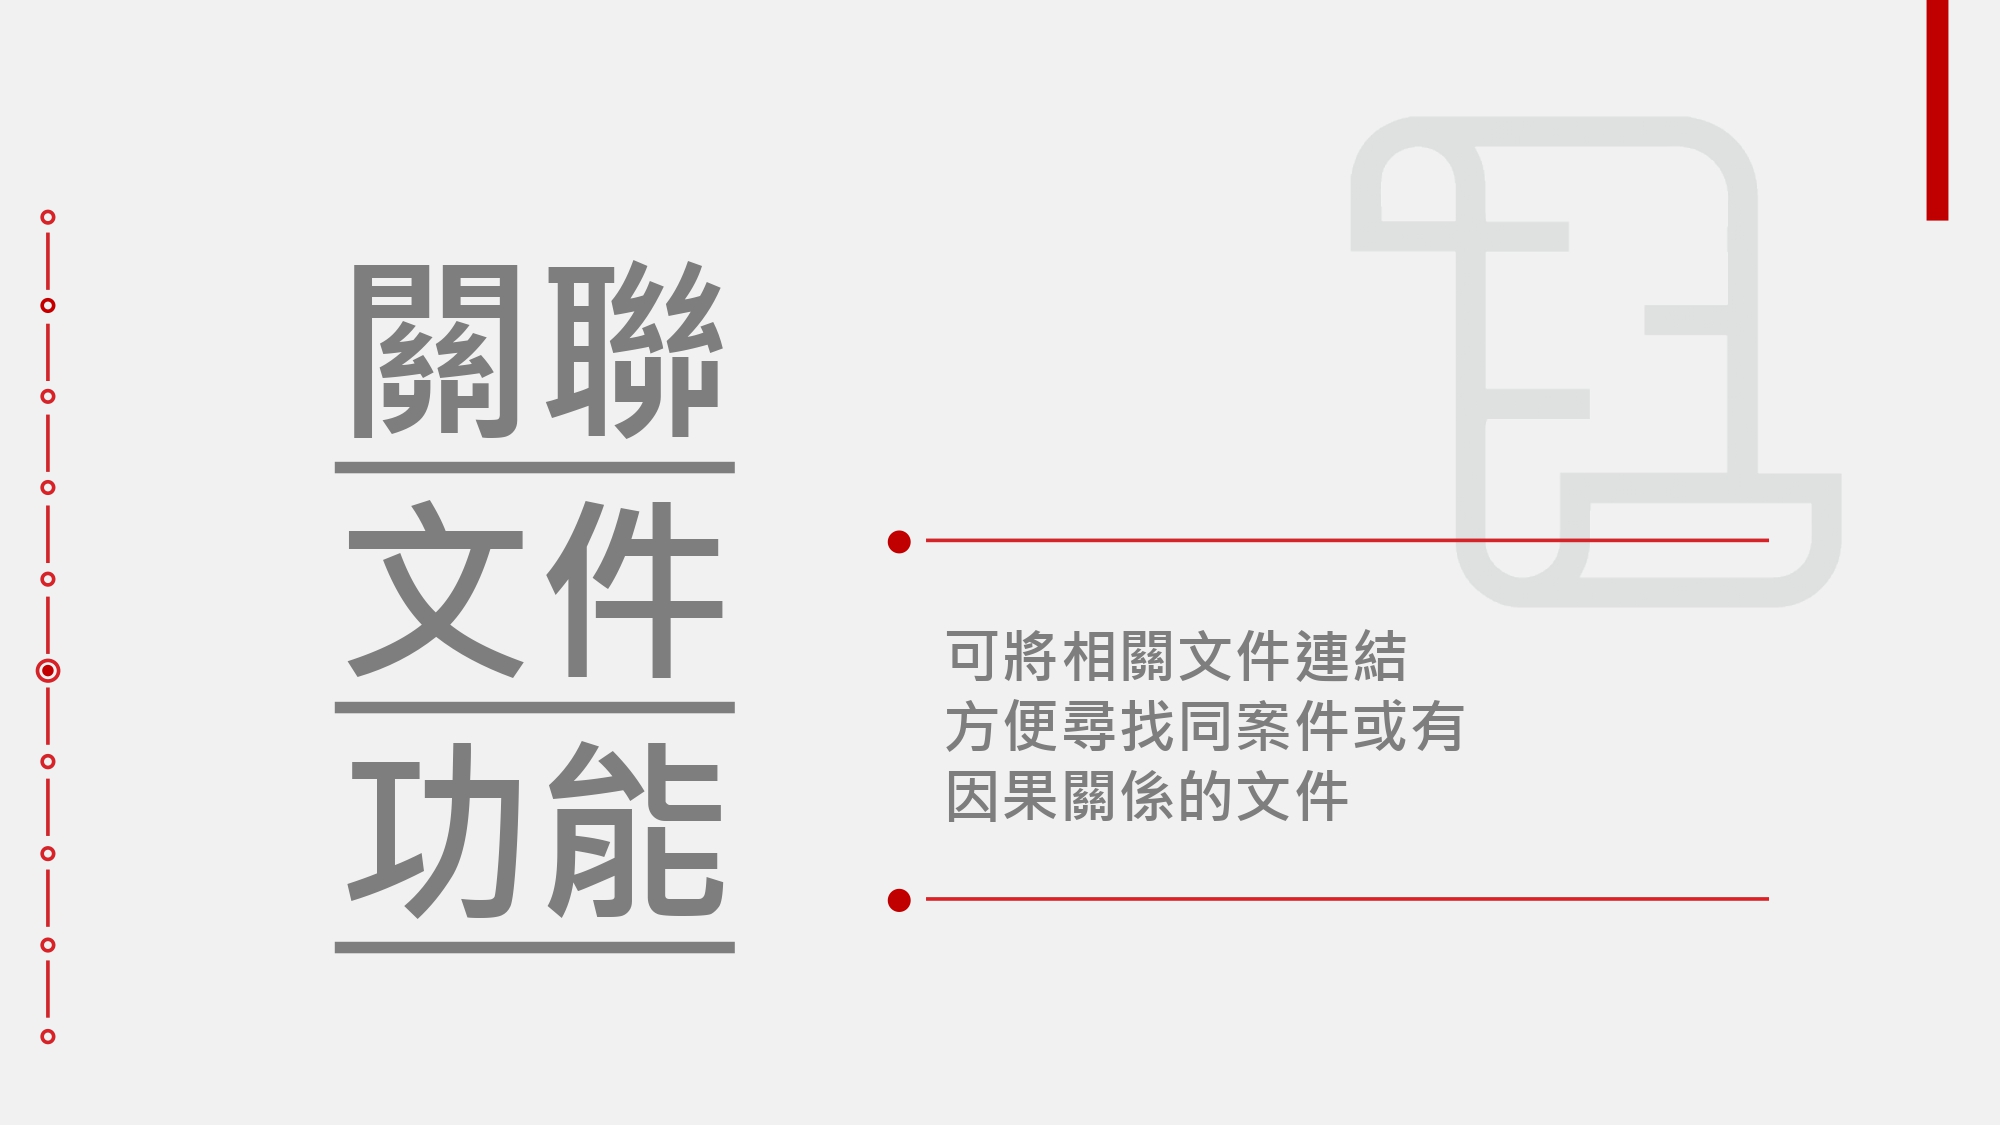 關聯
文件
功能
可將相關文件連結
方便尋找同案件或有
因果關係的文件